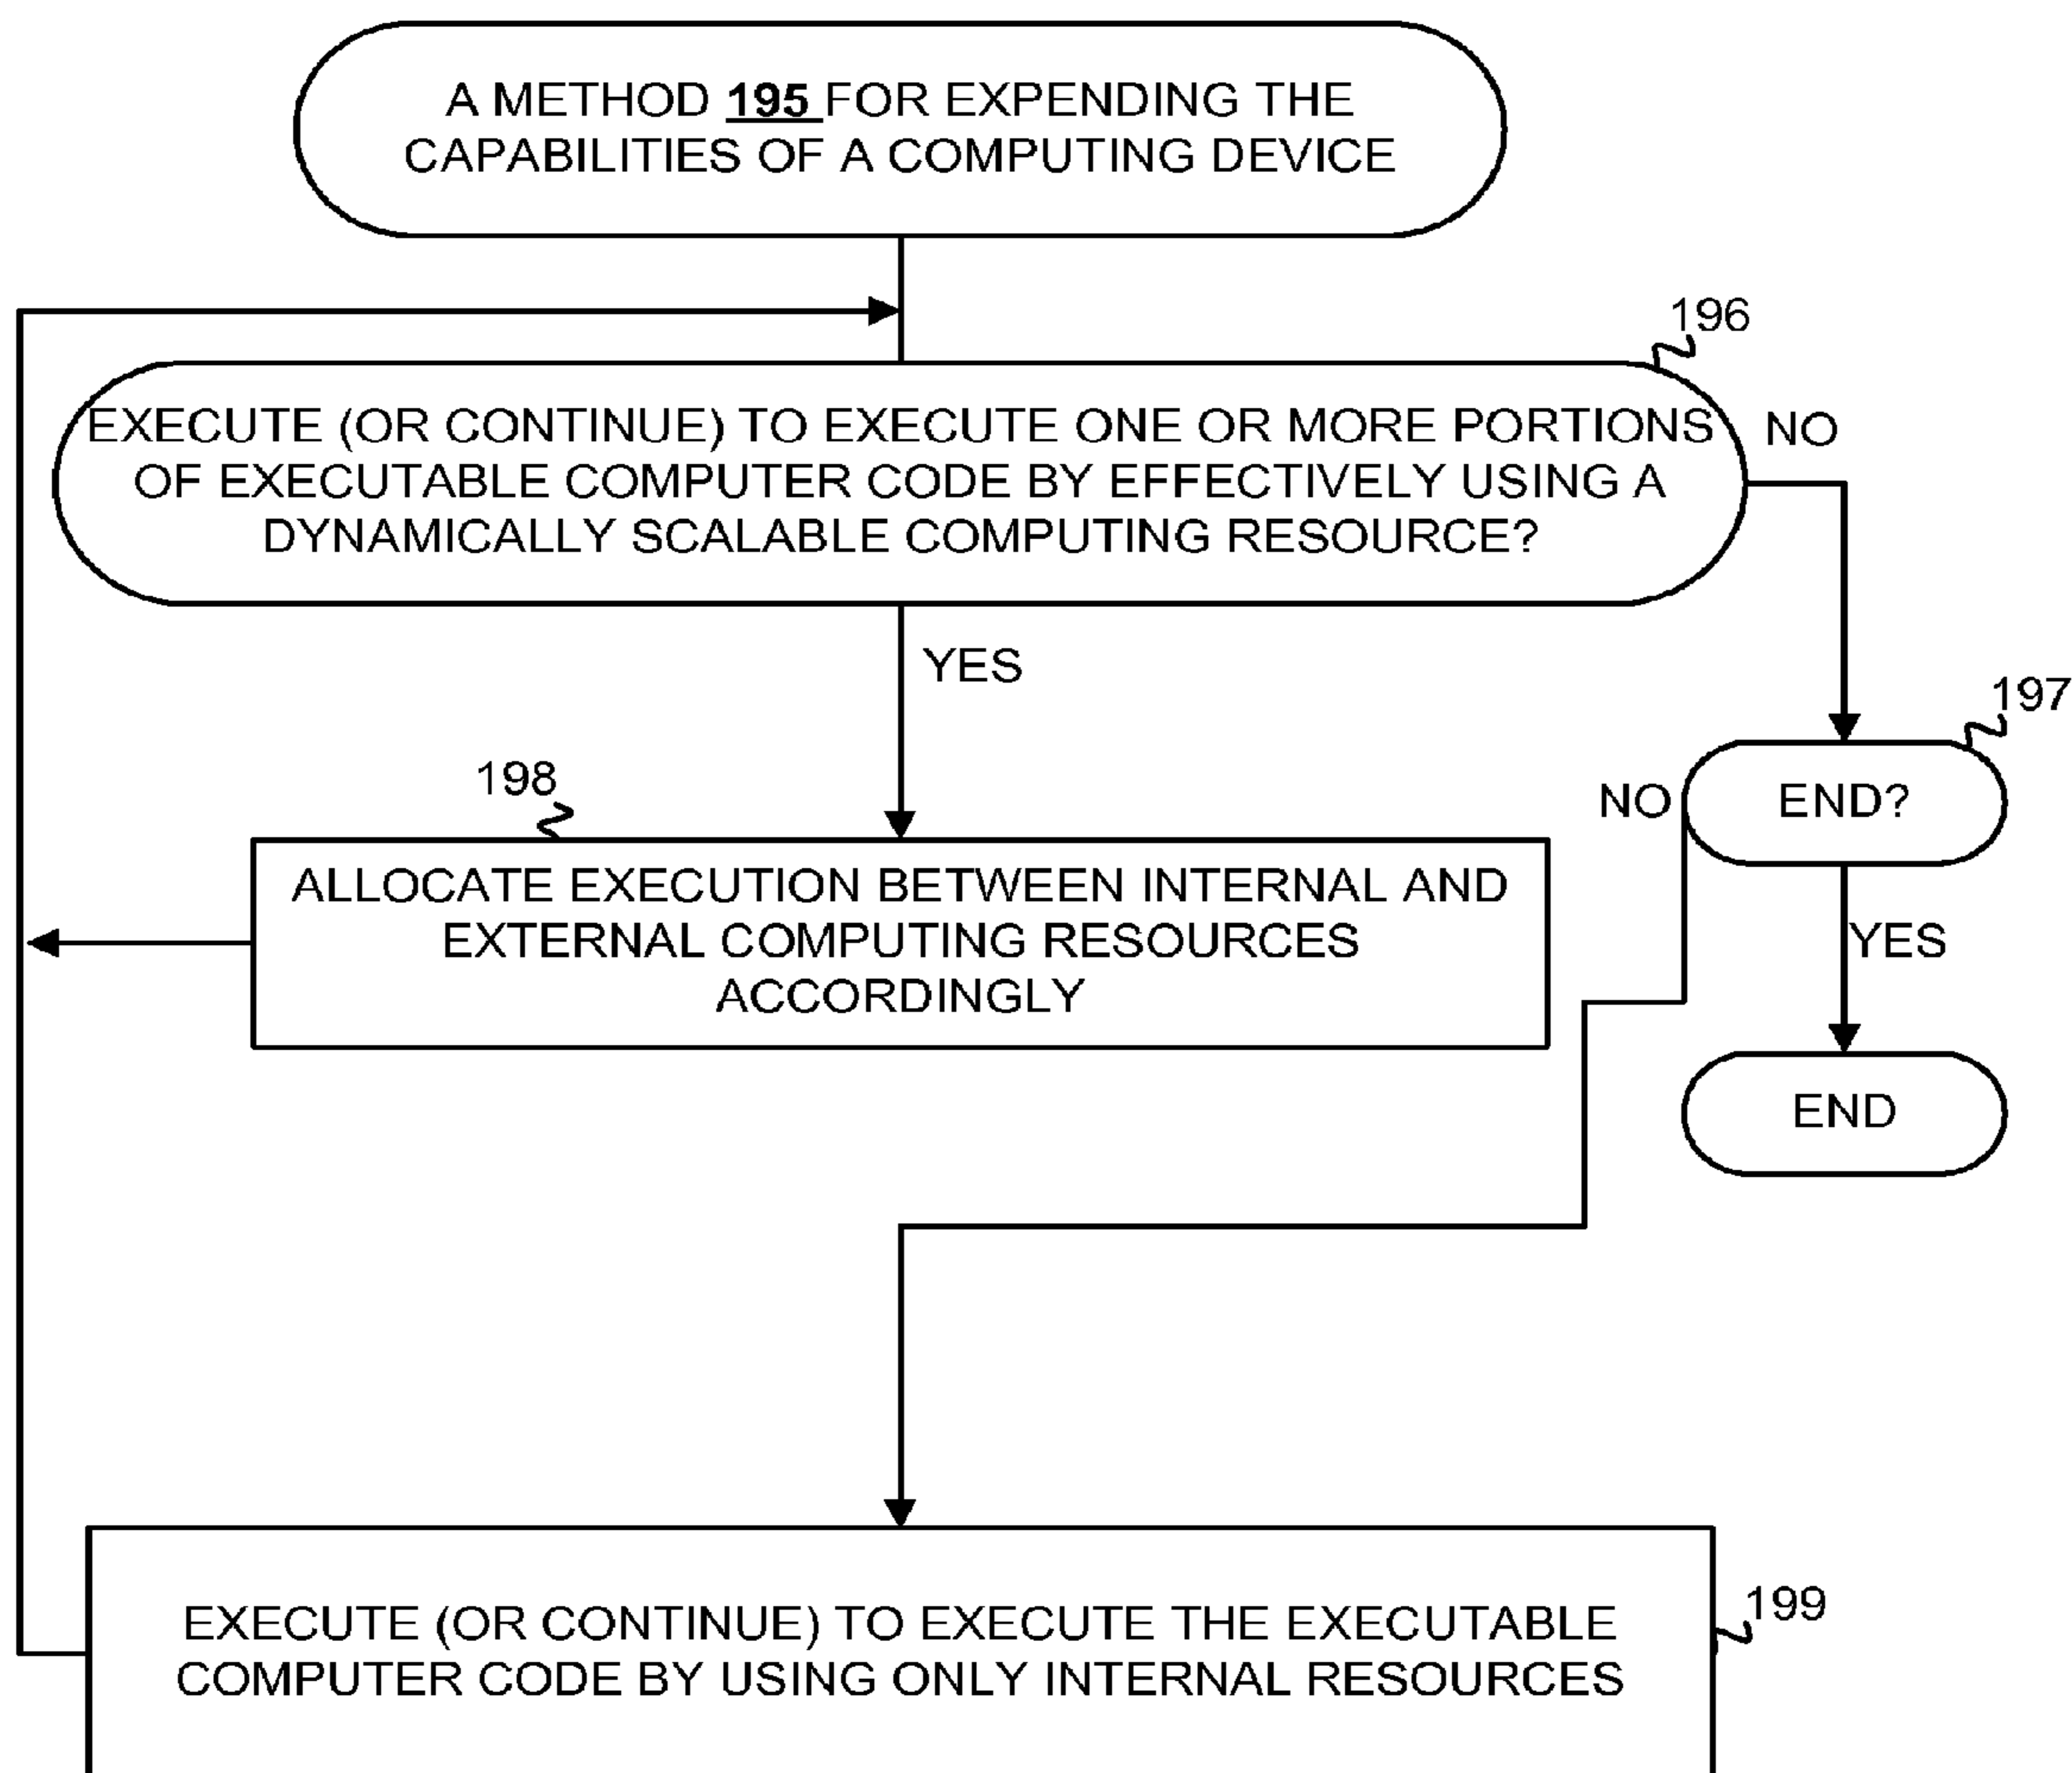 A METHOD 195 FOR EXPENDING THE
CAPABILITIES OF A COMPUTING DEVICE
196
EXECUTE (OR CONTINUE) TO EXECUTE ONE OR MORE PORTIONS
OF EXECUTABLE COMPUTER CODE BY EFFECTIVELY USING A
DYNAMICALLY SCALABLE COMPUTING RESOURCE?
NO
YES
197
198
NO
END?
ALLOCATE EXECUTION BETWEEN INTERNAL AND
EXTERNAL COMPUTING RESOURCES
ACCORDINGLY
YES
END
199
EXECUTE (OR CONTINUE) TO EXECUTE THE EXECUTABLE
COMPUTER CODE BY USING ONLY INTERNAL RESOURCES